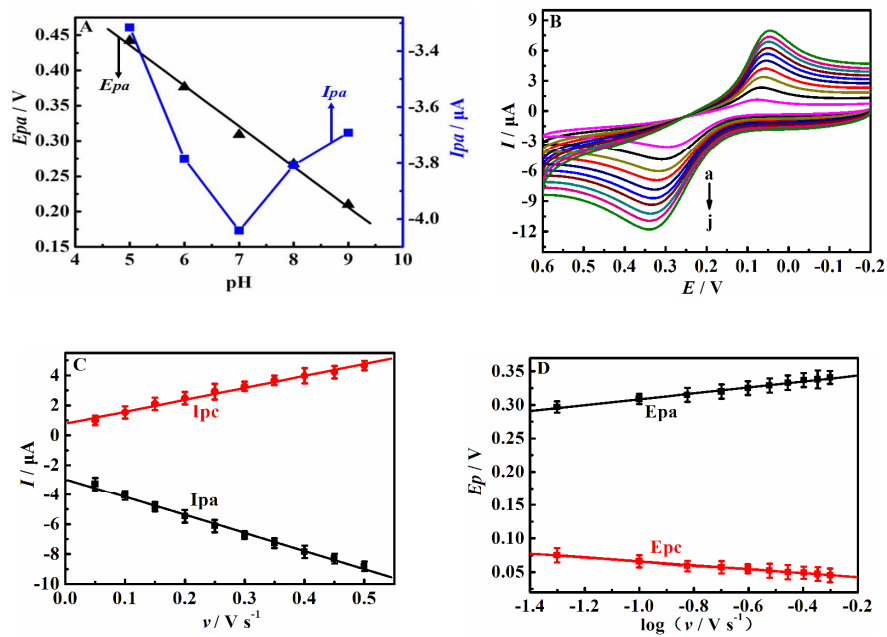 A
0.45
0.40
0.35
0.30
0.25
0.20
0.15
Epa / V
Epa
Ipa
-3.4
-3.6
-3.8
-4.0
Ipa / μA
4 5 6 7 8 9 10
pH
B
9
6
3
0
-3
-6
-9
-12
I / μA
a
j
0.6 0.5 0.4 0.3 0.2 0.1 0.0 -0.1 -0.2
E / V
C
8
6
4
2
0
-2
-4
-6
-8
-10
I / μA
Ipc
Ipa
0.0 0.1 0.2 0.3 0.4 0.5
v / V s⁻¹
D
0.35
0.30
0.25
0.20
0.15
0.10
0.05
Ep / V
Epa
Epc
-1.4 -1.2 -1.0 -0.8 -0.6 -0.4 -0.2
log (v / V s⁻¹)